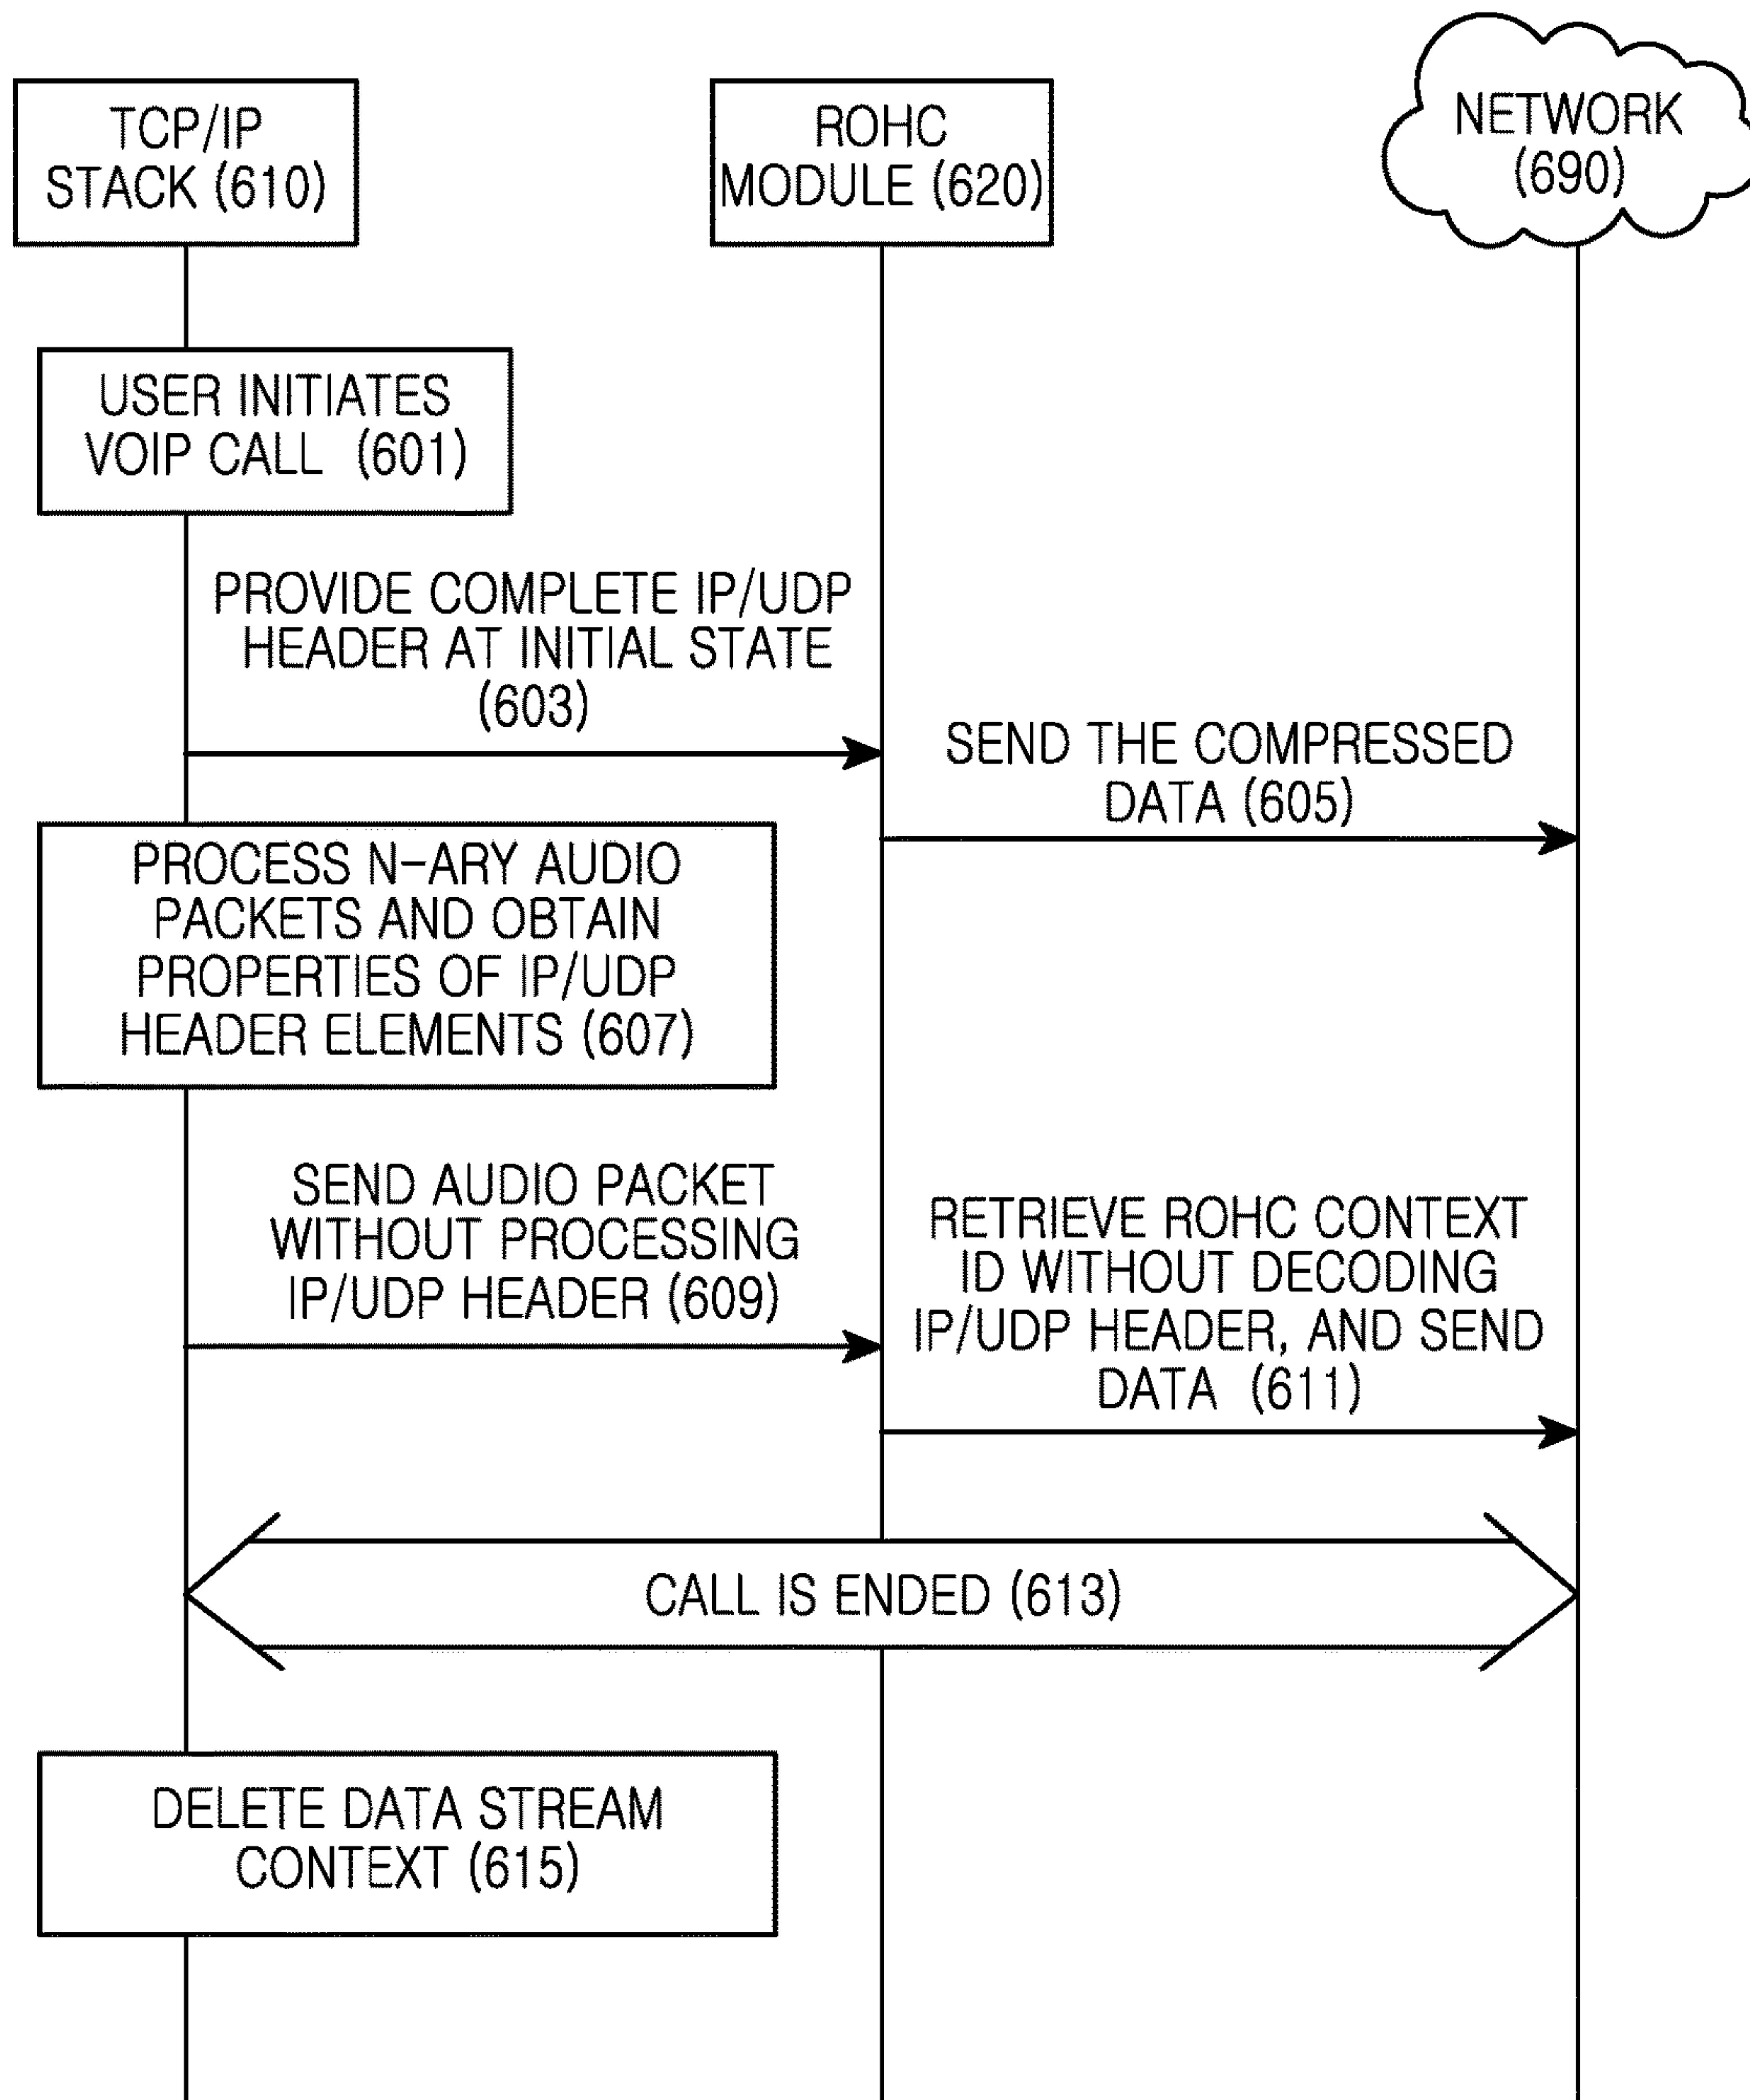 TCP/IP
STACK (610)
ROHC
MODULE (620)
NETWORK
(690)
USER INITIATES
VOIP CALL (601)
PROVIDE COMPLETE IP/UDP
HEADER AT INITIAL STATE
(603)
SEND THE COMPRESSED
DATA (605)
PROCESS N-ARY AUDIO
PACKETS AND OBTAIN
PROPERTIES OF IP/UDP
HEADER ELEMENTS (607)
SEND AUDIO PACKET
WITHOUT PROCESSING
IP/UDP HEADER (609)
RETRIEVE ROHC CONTEXT
ID WITHOUT DECODING
IP/UDP HEADER, AND SEND
DATA (611)
CALL IS ENDED (613)
DELETE DATA STREAM
CONTEXT (615)